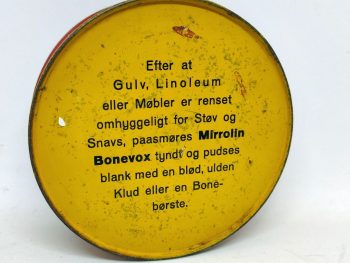 Efter at
Gulv, Linoleum
eller Møbler er renset
omhyggeligt for Støv og
Snavs, paasmøres Mirrolin
Bonevox tyndt og pudses
blank med en blød, ulden
Klud eller en Bone-
børste.